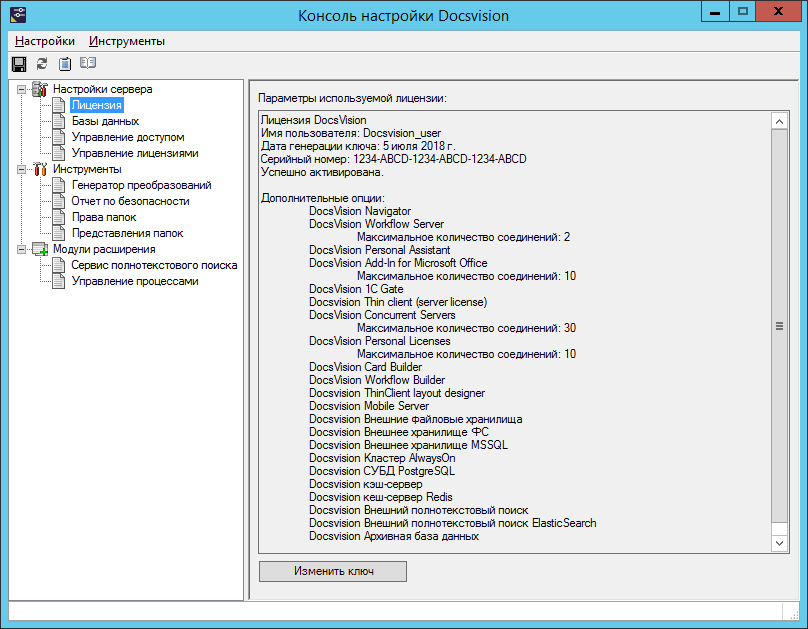 Консоль настройки Docsvision
Настройки Инструменты
Настройки сервера
Лицензия
Базы данных
Управление доступом
Управление лицензиями
Инструменты
Генератор преобразований
Отчет по безопасности
Права папок
Представления папок
Модули расширения
Сервис полнотекстового поиска
Управление процессами
Параметры используемой лицензии:
Лицензия DocsVision
Имя пользователя: Docsvision_user
Дата генерации ключа: 5 июля 2018 г.
Серийный номер: 1234-ABCD-1234-ABCD-1234-ABCD
Успешно активирована.
Дополнительные опции:
DocsVision Navigator
DocsVision Workflow Server
Максимальное количество соединений: 2
DocsVision Personal Assistant
DocsVision Add-In for Microsoft Office
Максимальное количество соединений: 10
DocsVision 1C Gate
Docsvision Thin client (server license)
DocsVision Concurrent Servers
Максимальное количество соединений: 30
DocsVision Personal Licenses
Максимальное количество соединений: 10
DocsVision Card Builder
DocsVision Workflow Builder
DocsVision ThinClient layout designer
Docsvision Mobile Server
Docsvision Внешние файловые хранилища
Docsvision Внешнее хранилище ФС
Docsvision Внешнее хранилище MSSQL
Docsvision Кластер AlwaysOn
Docsvision СУБД PostgreSQL
Docsvision кэш-сервер
Docsvision кеш-сервер Redis
Docsvision Внешний полнотекстовый поиск
Docsvision Внешний полнотекстовый поиск ElasticSearch
Docsvision Архивная база данных
Изменить ключ